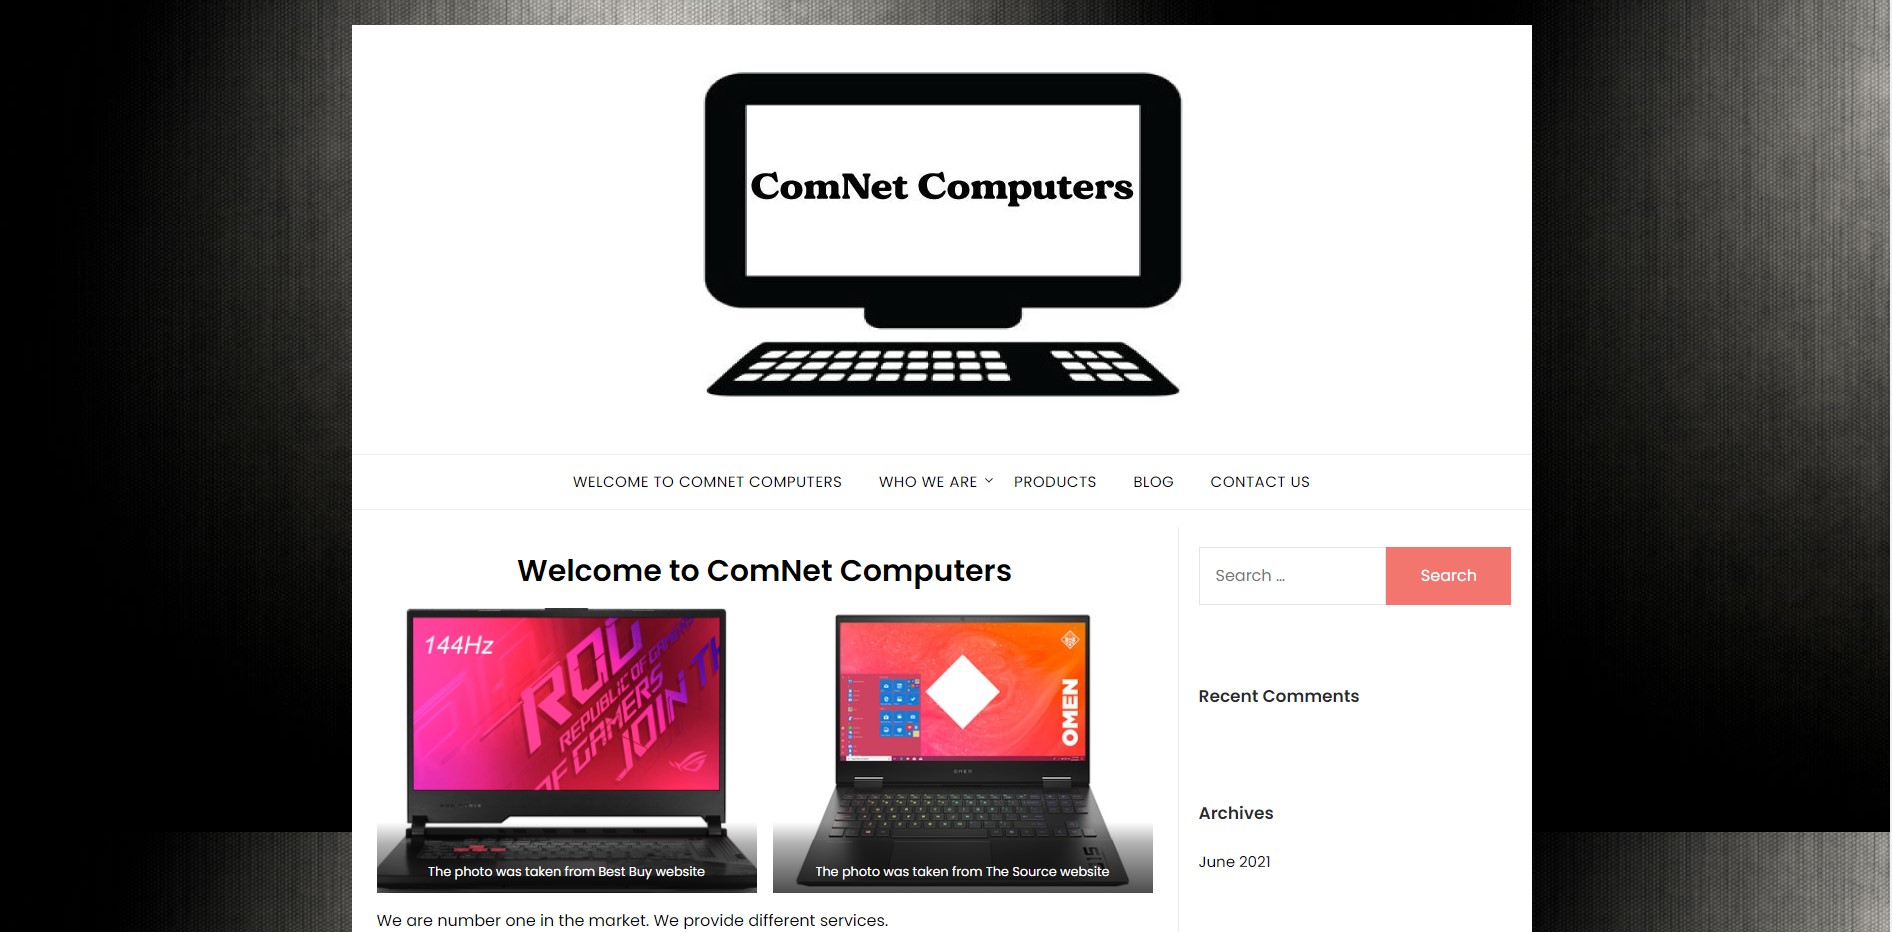 ComNet Computers
WELCOME TO COMNET COMPUTERS WHO WE ARE PRODUCTS BLOG CONTACT US
Welcome to ComNet Computers
Search ...
Search
144Hz
REPUBLIC OF GAMERS
JOIN TH
OMEN
OMEN
15
The photo was taken from Best Buy website
The photo was taken from The Source website
We are number one in the market. We provide different services.
Recent Comments
Archives
June 2021